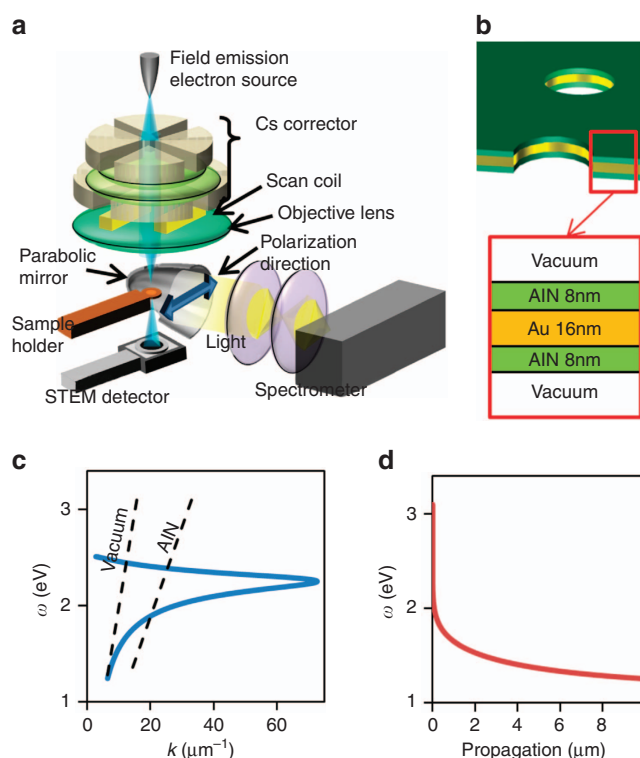 a
Field emission
electron source
Cs corrector
Scan coil
Objective lens
Parabolic
mirror
Polarization
direction
Sample
holder
Light
Spectrometer
STEM detector
b
Vacuum
AlN 8nm
Au 16nm
AlN 8nm
Vacuum
c
3
2
1
ω (eV)
Vacuum
AlN
0
20
40
60
k (μm⁻¹)
d
3
2
1
ω (eV)
0
2
4
6
8
Propagation (μm)